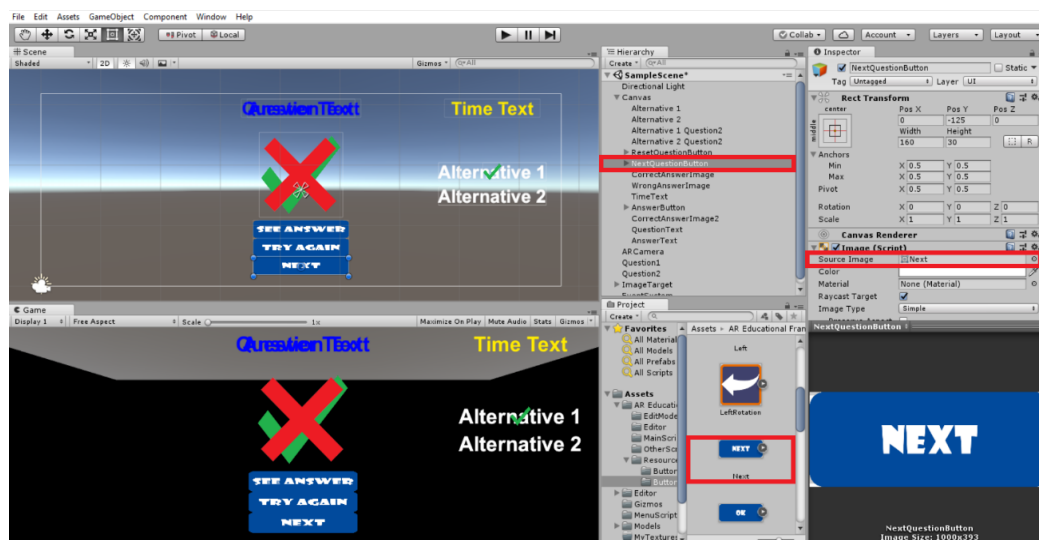 File Edit Assets GameObject Component Window Help
Pivot Local Collab Account Layers Layout
Scene
Shaded 2D Gizmos Q▾All
Time Text
Alternative 1
Alternative 2
SEE ANSWER
TRY AGAIN
NEXT
Game
Display 1 Free Aspect Scale 1x Maximize On Play Mute Audio Stats Gizmos
Time Text
Alternative 1
Alternative 2
SEE ANSWER
TRY AGAIN
NEXT
Hierarchy
Create Q▾All
SampleScene*
Directional Light
Canvas
Alternative 1
Alternative 2
Alternative 1 Question2
Alternative 2 Question2
ResetQuestionButton
NextQuestionButton
CorrectAnswerImage
WrongAnswerImage
TimeText
AnswerButton
CorrectAnswerImage2
QuestionText
AnswerText
ARCamera
Question1
Question2
ImageTarget
EventSystem
Project
Create
Favorites
All Material
All Models
All Prefabs
All Scripts
Assets
AR Educati
EditMode
Editor
MainScri
OtherScr
Resource
Button
Button
Editor
Gizmos
MenuScript
Models
MyTextures
Assets AR Educational Fran
Left
LeftRotation
NEXT
Next
OK
Inspector
NextQuestionButton Static
Tag Untagged Layer UI
Rect Transform
center Pos X Pos Y Pos Z
middle 0 -125 0
Width Height
160 30 R
Anchors
Min X 0.5 Y 0.5
Max X 0.5 Y 0.5
Pivot X 0.5 Y 0.5
Rotation X 0 Y 0 Z 0
Scale X 1 Y 1 Z 1
Canvas Renderer
Image (Script)
Source Image Next
Color
Material None (Material)
Raycast Target
Image Type Simple
NextQuestionButton
NEXT
NextQuestionButton
Image Size: 1000x393